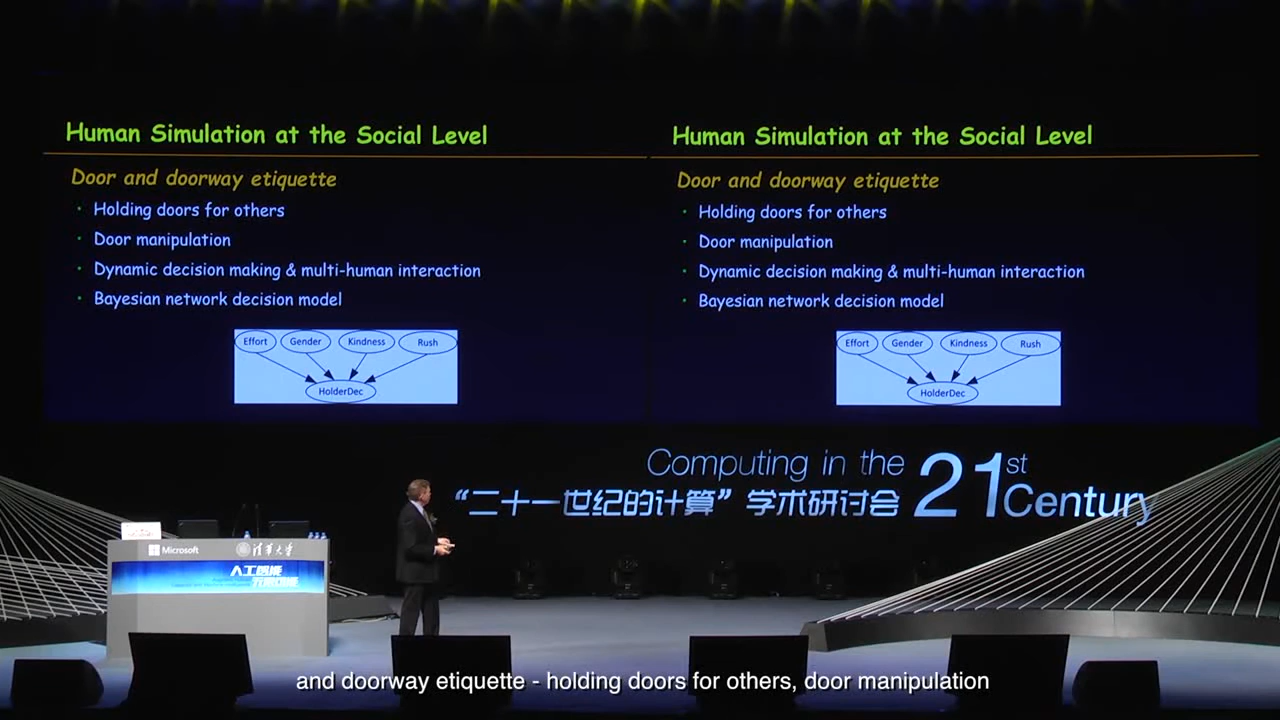 Human Simulation at the Social Level
Door and doorway etiquette
· Holding doors for others
· Door manipulation
· Dynamic decision making & multi-human interaction
· Bayesian network decision model
Effort Gender Kindness Rush
HolderDec
Human Simulation at the Social Level
Door and doorway etiquette
· Holding doors for others
· Door manipulation
· Dynamic decision making & multi-human interaction
· Bayesian network decision model
Effort Gender Kindness Rush
HolderDec
Computing in the 21st Century
“二十一世纪的计算”学术研讨会
Microsoft 清华大学
人工智能
and doorway etiquette - holding doors for others, door manipulation